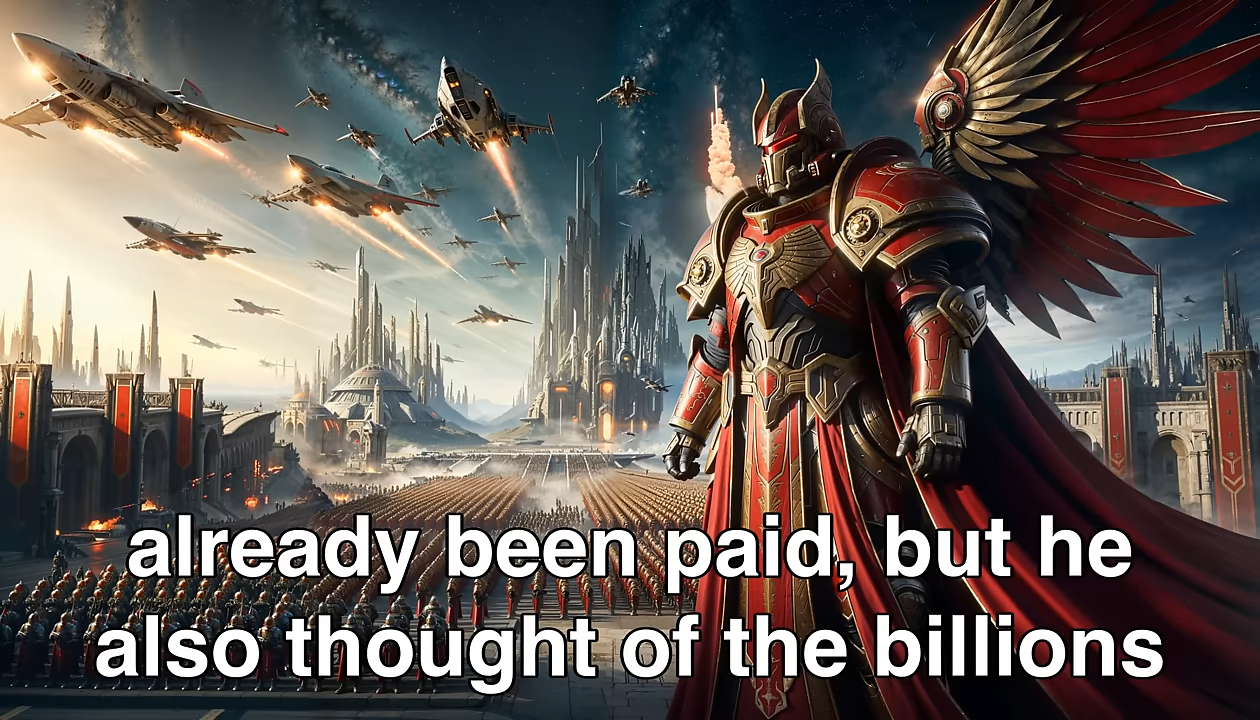 already been paid, but he
also thought of the billions